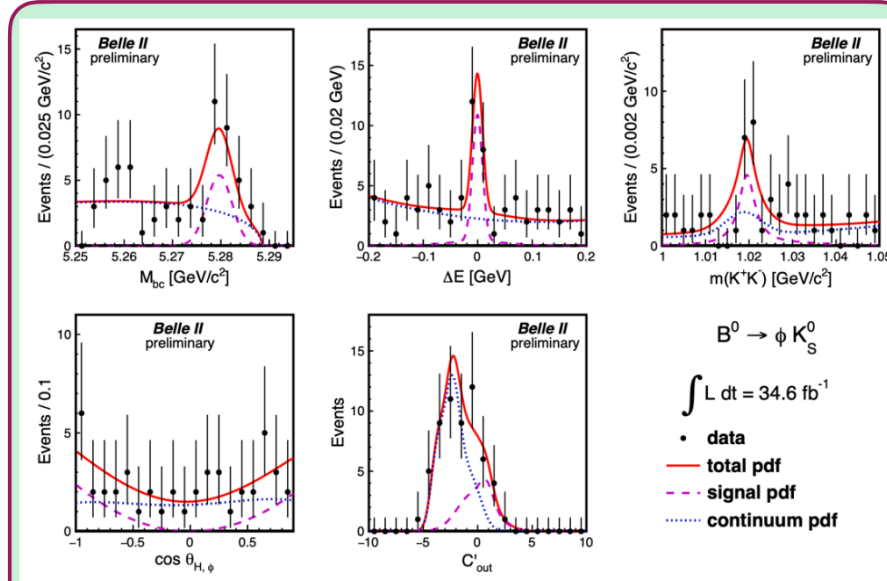 Belle II
preliminary
Events / (0.025 GeV/c²)
15
10
5
0
5.25 5.26 5.27 5.28 5.29
M_bc [GeV/c²]
Belle II
preliminary
Events / (0.02 GeV)
15
10
5
0
-0.2 -0.1 0 0.1 0.2
ΔE [GeV]
Belle II
preliminary
Events / (0.002 GeV/c²)
15
10
5
0
1 1.01 1.02 1.03 1.04 1.05
m(K⁺K⁻) [GeV/c²]
Belle II
preliminary
Events / 0.1
10
5
0
-1 -0.5 0 0.5
cos θ_H, ϕ
Belle II
preliminary
Events
15
10
5
0
-10 -5 0 5 10
C'_out
B⁰ → ϕ K⁰_S
∫ L dt = 34.6 fb⁻¹
data
total pdf
signal pdf
continuum pdf